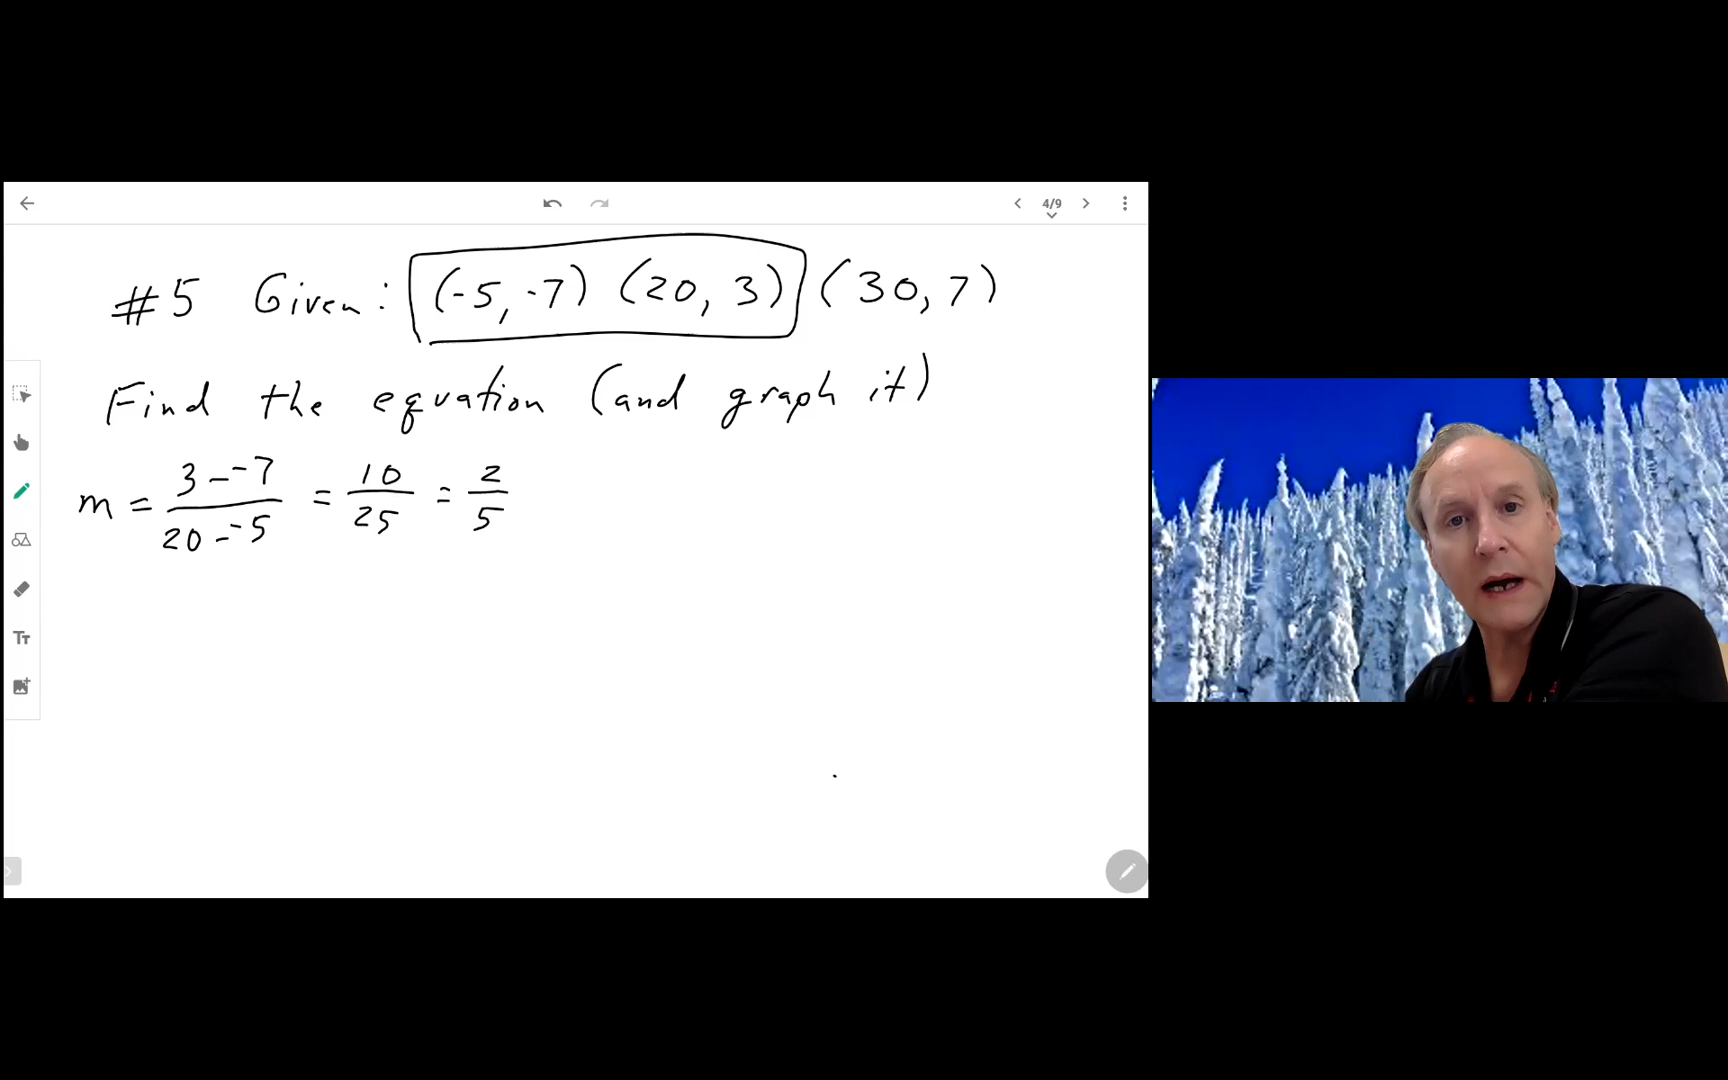 4/9
#5 Given: (-5, -7) (20, 3) (30, 7)
Find the equation (and graph it)
m = 3 - -7 / 20 - -5 = 10/25 = 2/5
Tт